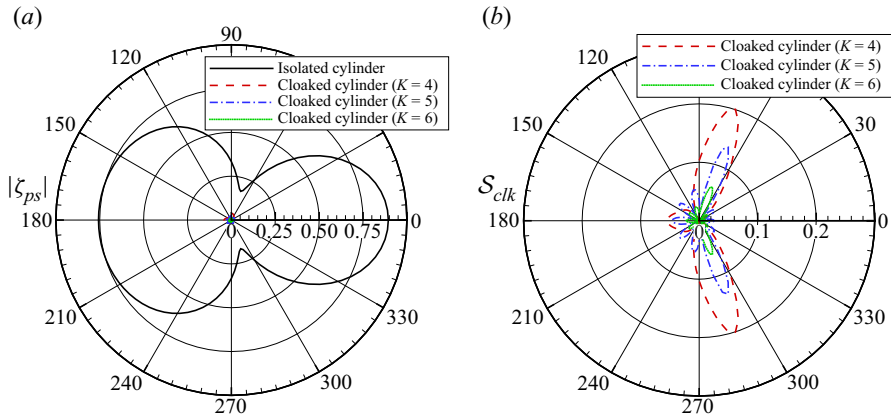 (a)
90
120
Isolated cylinder
Cloaked cylinder (K = 4)
Cloaked cylinder (K = 5)
Cloaked cylinder (K = 6)
150
|ζps|
180
0
0.25
0.50
0.75
0
210
330
240
300
270
(b)
Cloaked cylinder (K = 4)
Cloaked cylinder (K = 5)
Cloaked cylinder (K = 6)
120
150
30
Sclk
180
0
0.1
0.2
0
210
330
240
300
270